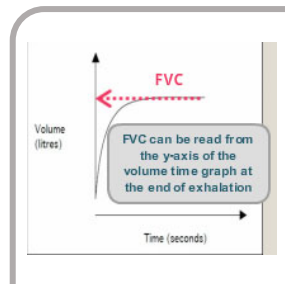 FVC
Volume
(litres)
FVC can be read from
the y-axis of the
volume time graph at
the end of exhalation
Time (seconds)